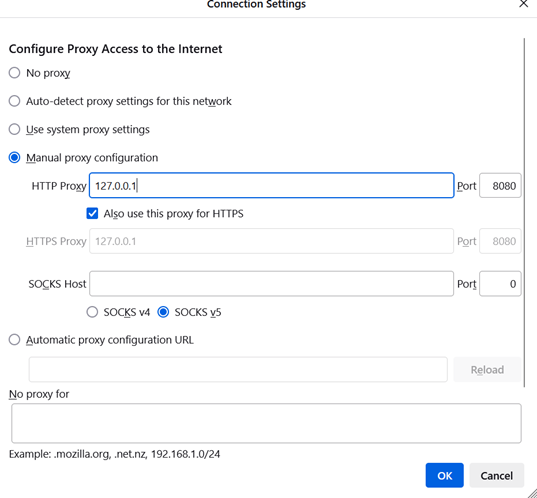 Connection Settings
Configure Proxy Access to the Internet
No proxy
Auto-detect proxy settings for this network
Use system proxy settings
Manual proxy configuration
HTTP Proxy 127.0.0.1 Port 8080
Also use this proxy for HTTPS
HTTPS Proxy 127.0.0.1 Port 8080
SOCKS Host Port 0
SOCKS v4 SOCKS v5
Automatic proxy configuration URL
Reload
No proxy for
Example: .mozilla.org, .net.nz, 192.168.1.0/24
OK Cancel